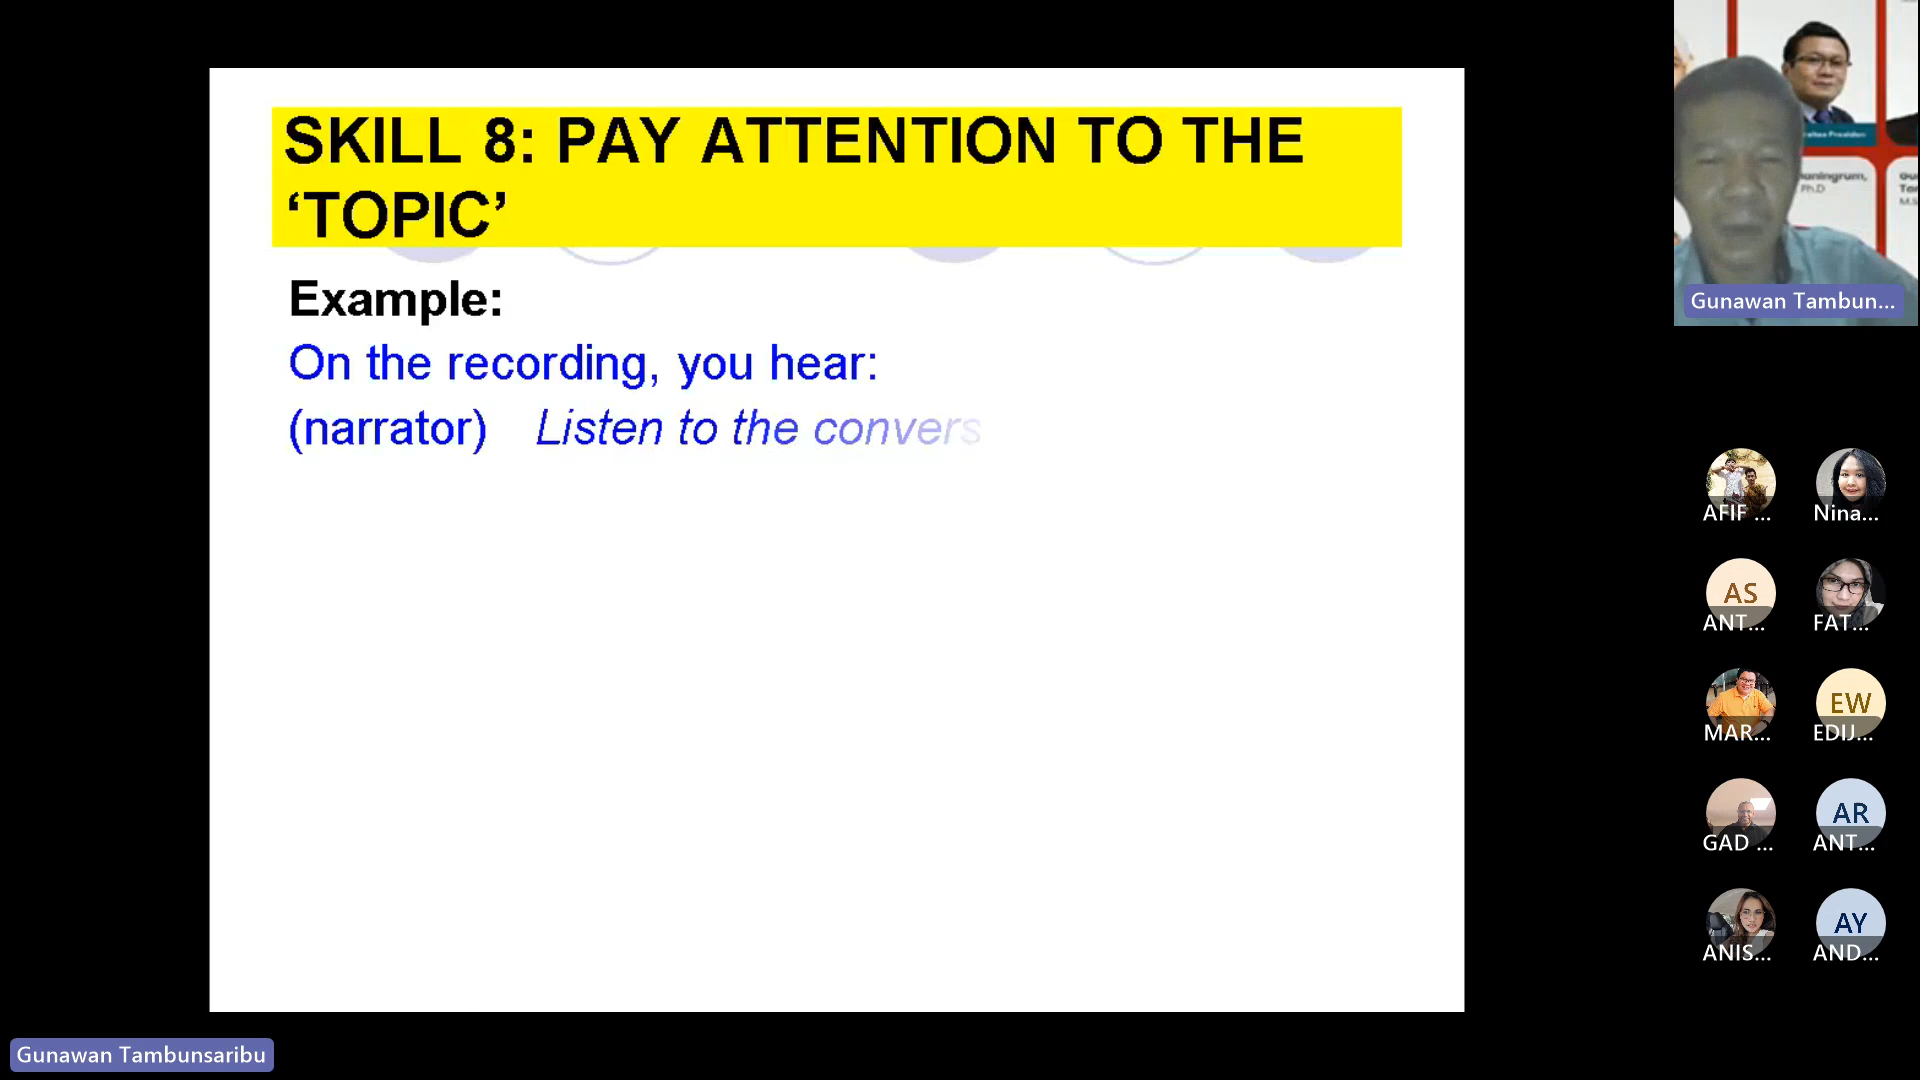 SKILL 8: PAY ATTENTION TO THE
‘TOPIC’
Example:
On the recording, you hear:
(narrator) Listen to the convers
Gunawan Tambun...
AFIF ...
Nina...
AS
ANT...
FAT...
MAR...
EW
EDIJ...
GAD ...
AR
ANT...
ANIS...
AY
AND...
Gunawan Tambunsaribu